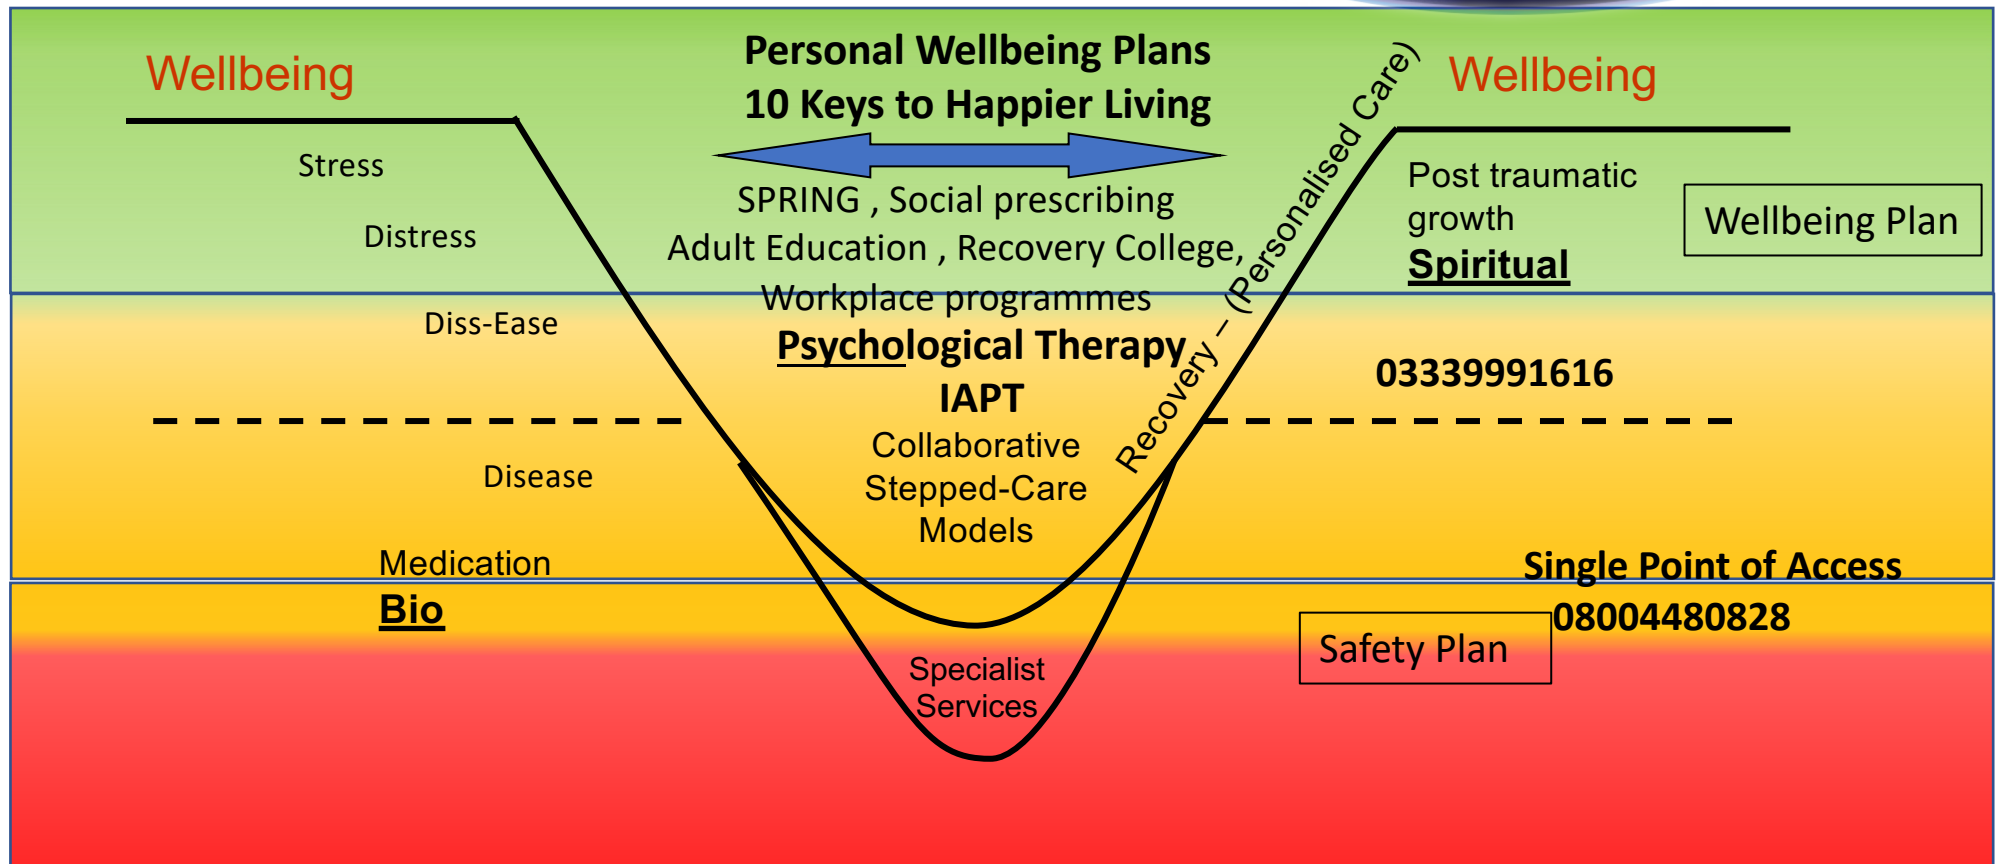 Wellbeing
Personal Wellbeing Plans
10 Keys to Happier Living
Wellbeing
Stress
Distress
SPRING , Social prescribing
Adult Education , Recovery College,
Workplace programmes
Post traumatic
growth
Spiritual
Wellbeing Plan
Recovery – (Personalised Care)
Diss-Ease
Psychological Therapy
IAPT
03339991616
Disease
Collaborative
Stepped-Care
Models
Medication
Bio
Single Point of Access
08004480828
Safety Plan
Specialist
Services